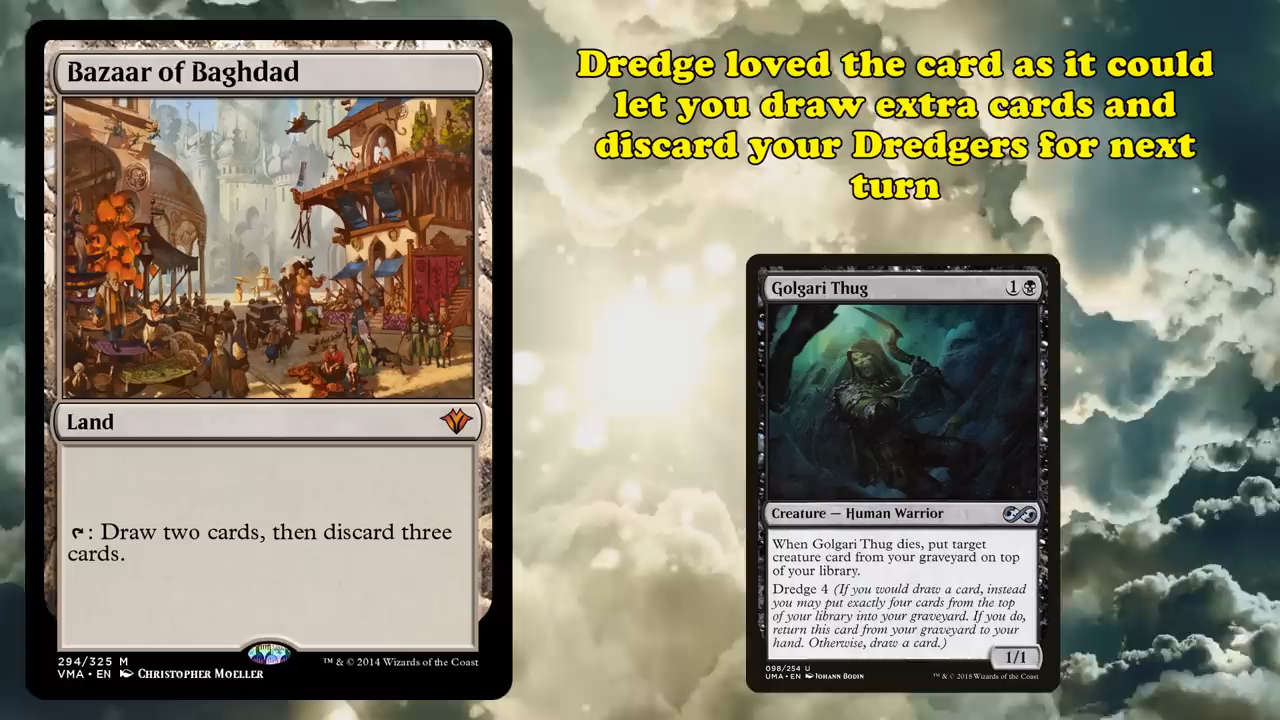 Bazaar of Baghdad
Land
: Draw two cards, then discard three
cards.
294/325 M
VMA • EN Christopher Moeller
™ & © 2014 Wizards of the Coast
Dredge loved the card as it could
let you draw extra cards and
discard your Dredgers for next
turn
Golgari Thug 1
Creature — Human Warrior
When Golgari Thug dies, put target
creature card from your graveyard on top
of your library.
Dredge 4 (If you would draw a card, instead
you may put exactly four cards from the top
of your library into your graveyard. If you do,
return this card from your graveyard to your
hand. Otherwise, draw a card.)
1/1
098/254 U
UMA • EN Johann Bodin
™ & © 2018 Wizards of the Coast